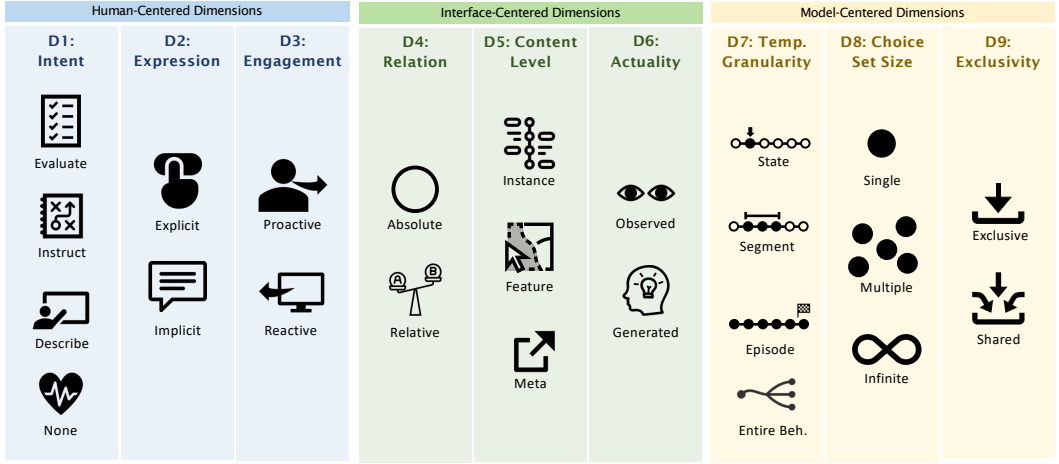 Human-Centered Dimensions
D1:
Intent
Evaluate
Instruct
Describe
None
D2:
Expression
Explicit
Implicit
D3:
Engagement
Proactive
Reactive
Interface-Centered Dimensions
D4:
Relation
Absolute
A
B
Relative
D5: Content
Level
Instance
Feature
Meta
D6:
Actuality
Observed
Generated
Model-Centered Dimensions
D7: Temp.
Granularity
State
Segment
Episode
Entire Beh.
D8: Choice
Set Size
Single
Multiple
Infinite
D9:
Exclusivity
Exclusive
Shared